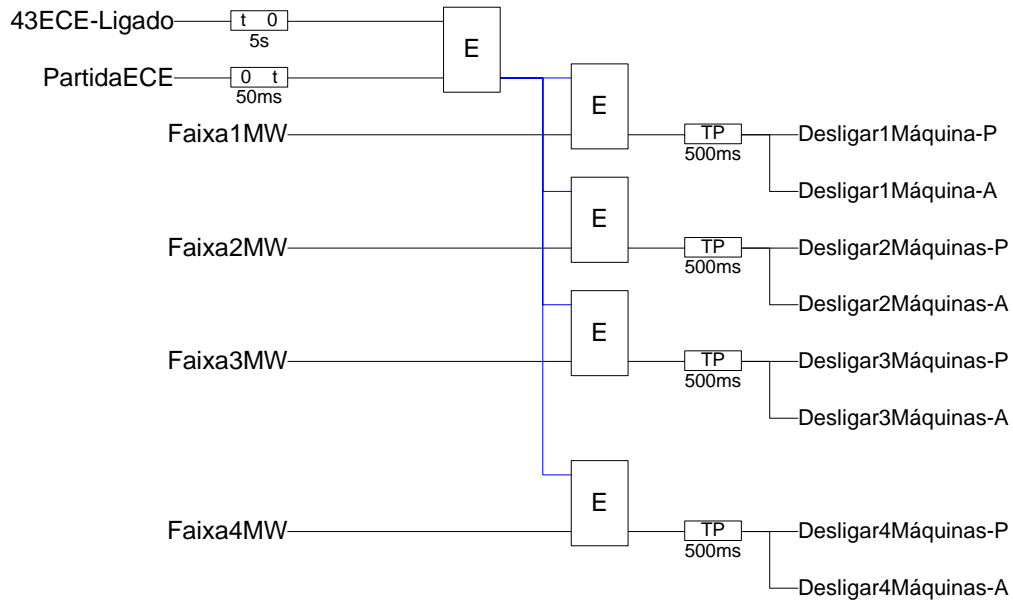 43ECE-Ligado
t 0
5s
E
PartidaECE
0 t
50ms
E
Faixa1MW
TP
500ms
Desligar1Máquina-P
Desligar1Máquina-A
E
Faixa2MW
TP
500ms
Desligar2Máquinas-P
Desligar2Máquinas-A
E
Faixa3MW
TP
500ms
Desligar3Máquinas-P
Desligar3Máquinas-A
E
Faixa4MW
TP
500ms
Desligar4Máquinas-P
Desligar4Máquinas-A